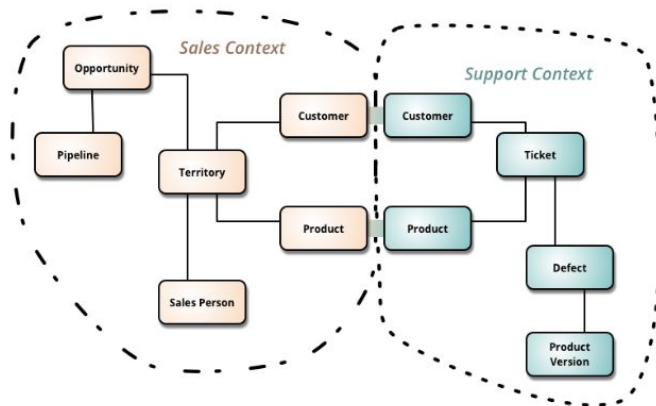 Sales Context
Opportunity
Support Context
Customer
Customer
Pipeline
Ticket
Territory
Product
Product
Defect
Sales Person
Product
Version